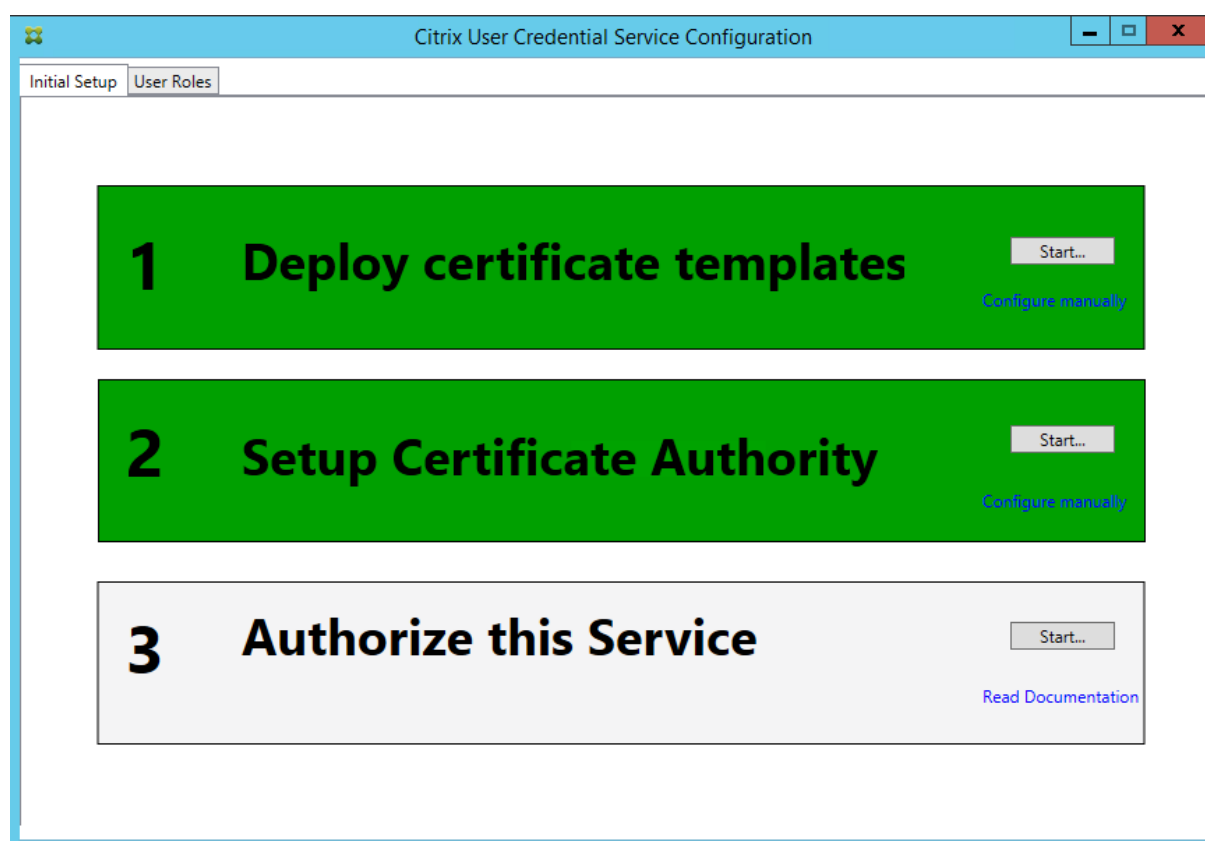 Citrix User Credential Service Configuration
x
Initial Setup
User Roles
1
Deploy certificate templates
Start...
Configure manually
2
Setup Certificate Authority
Start...
Configure manually
3
Authorize this Service
Start...
Read Documentation